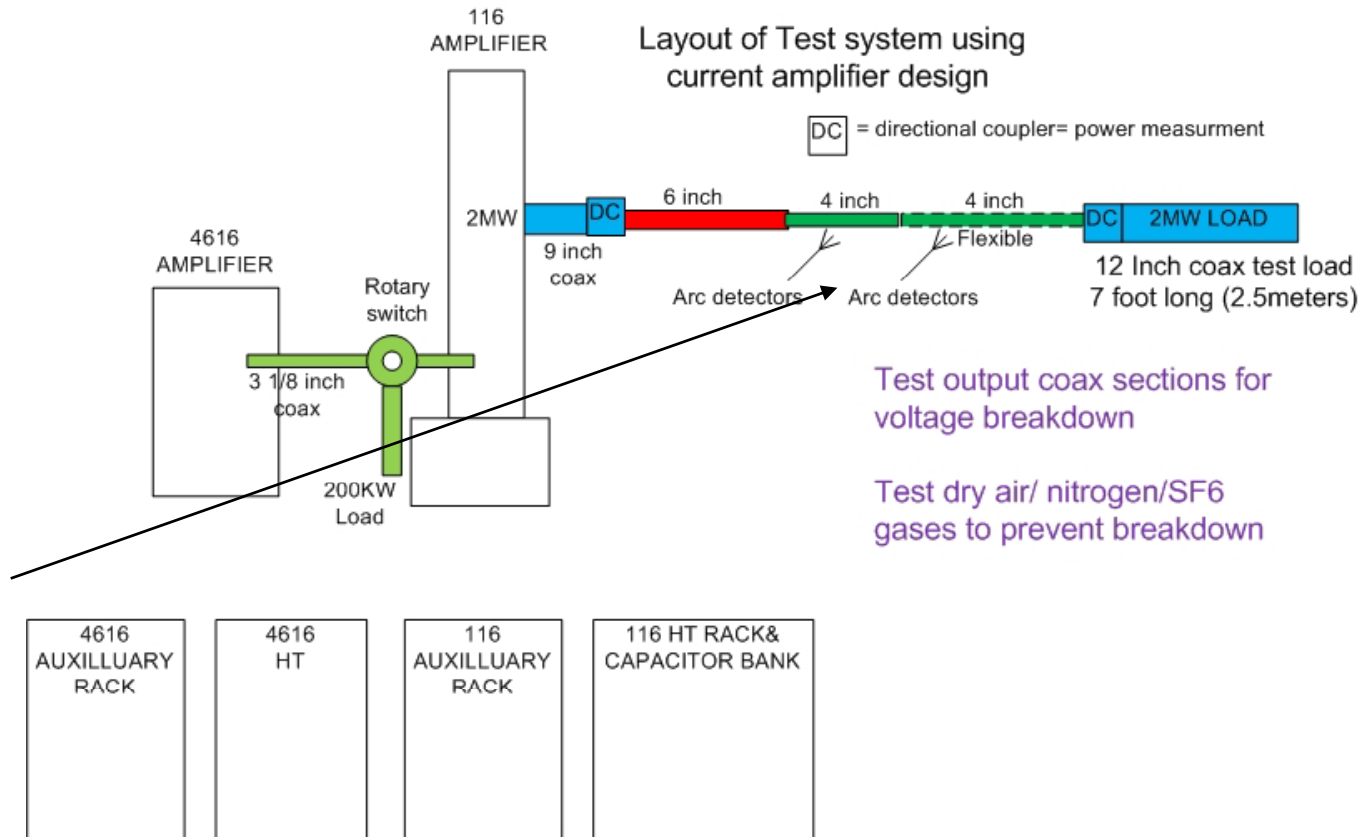 116
AMPLIFIER
Layout of Test system using
current amplifier design
DC = directional coupler= power measurment
2MW
DC
6 inch
4 inch
4 inch
DC
2MW LOAD
9 inch
coax
Flexible
4616
AMPLIFIER
Rotary
switch
Arc detectors
Arc detectors
12 Inch coax test load
7 foot long (2.5meters)
3 1/8 inch
coax
200KW
Load
Test output coax sections for
voltage breakdown
Test dry air/ nitrogen/SF6
gases to prevent breakdown
4616
AUXILLUARY
RACK
4616
HT
116
AUXILLUARY
RACK
116 HT RACK&
CAPACITOR BANK